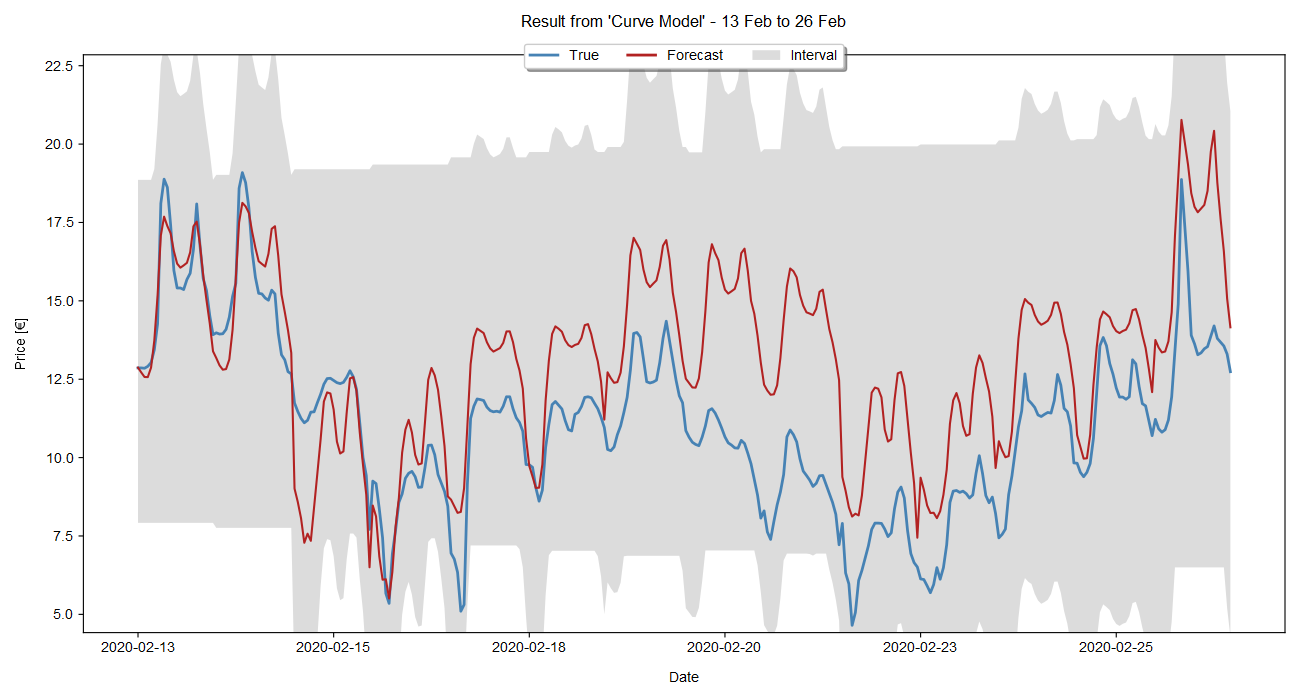 Result from 'Curve Model' - 13 Feb to 26 Feb
True Forecast Interval
22.5
20.0
17.5
15.0
12.5
10.0
7.5
5.0
Price [€]
2020-02-13 2020-02-15 2020-02-18 2020-02-20 2020-02-23 2020-02-25
Date